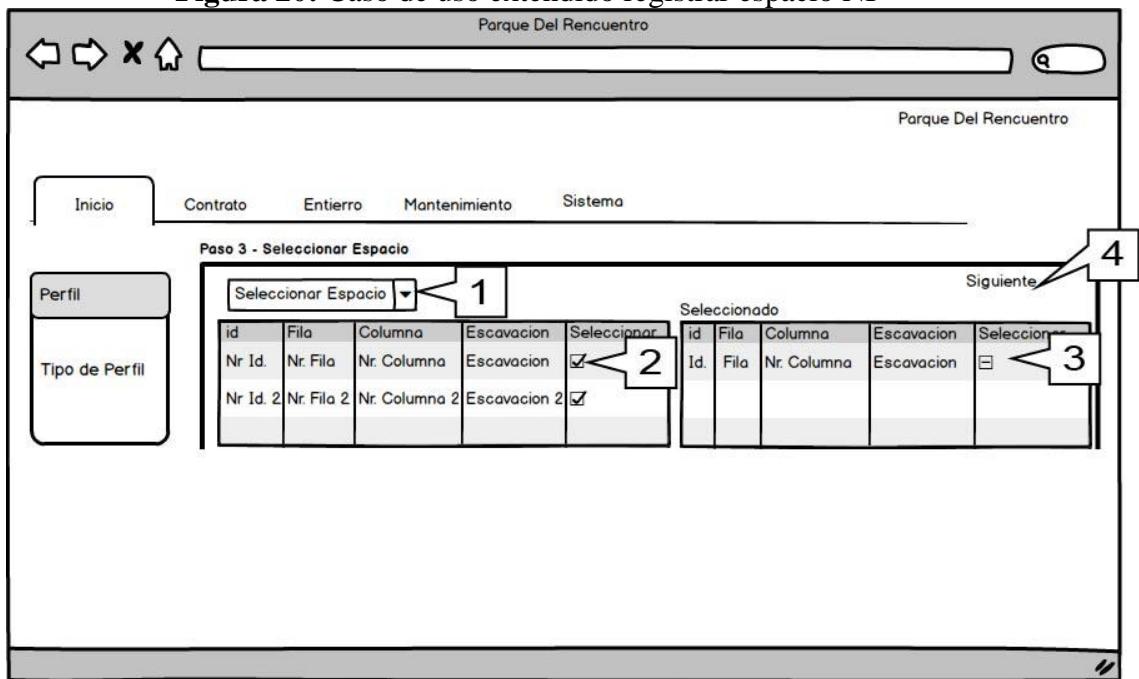 Parque Del Rencuentro
Parque Del Rencuentro
Inicio Contrato Entierro Mantenimiento Sistema
Paso 3 - Seleccionar Espacio
4
Perfil
Tipo de Perfil
Seleccionar Espacio
1
Siguiente
Seleccionado
id Fila Columna Escavacion Seleccionar
Nr Id. Nr. Fila Nr. Columna Escavacion
2
Nr Id. 2 Nr. Fila 2 Nr. Columna 2 Escavacion 2
id Fila Columna Escavacion Seleccionar
Id. Fila Nr. Columna Escavacion
3